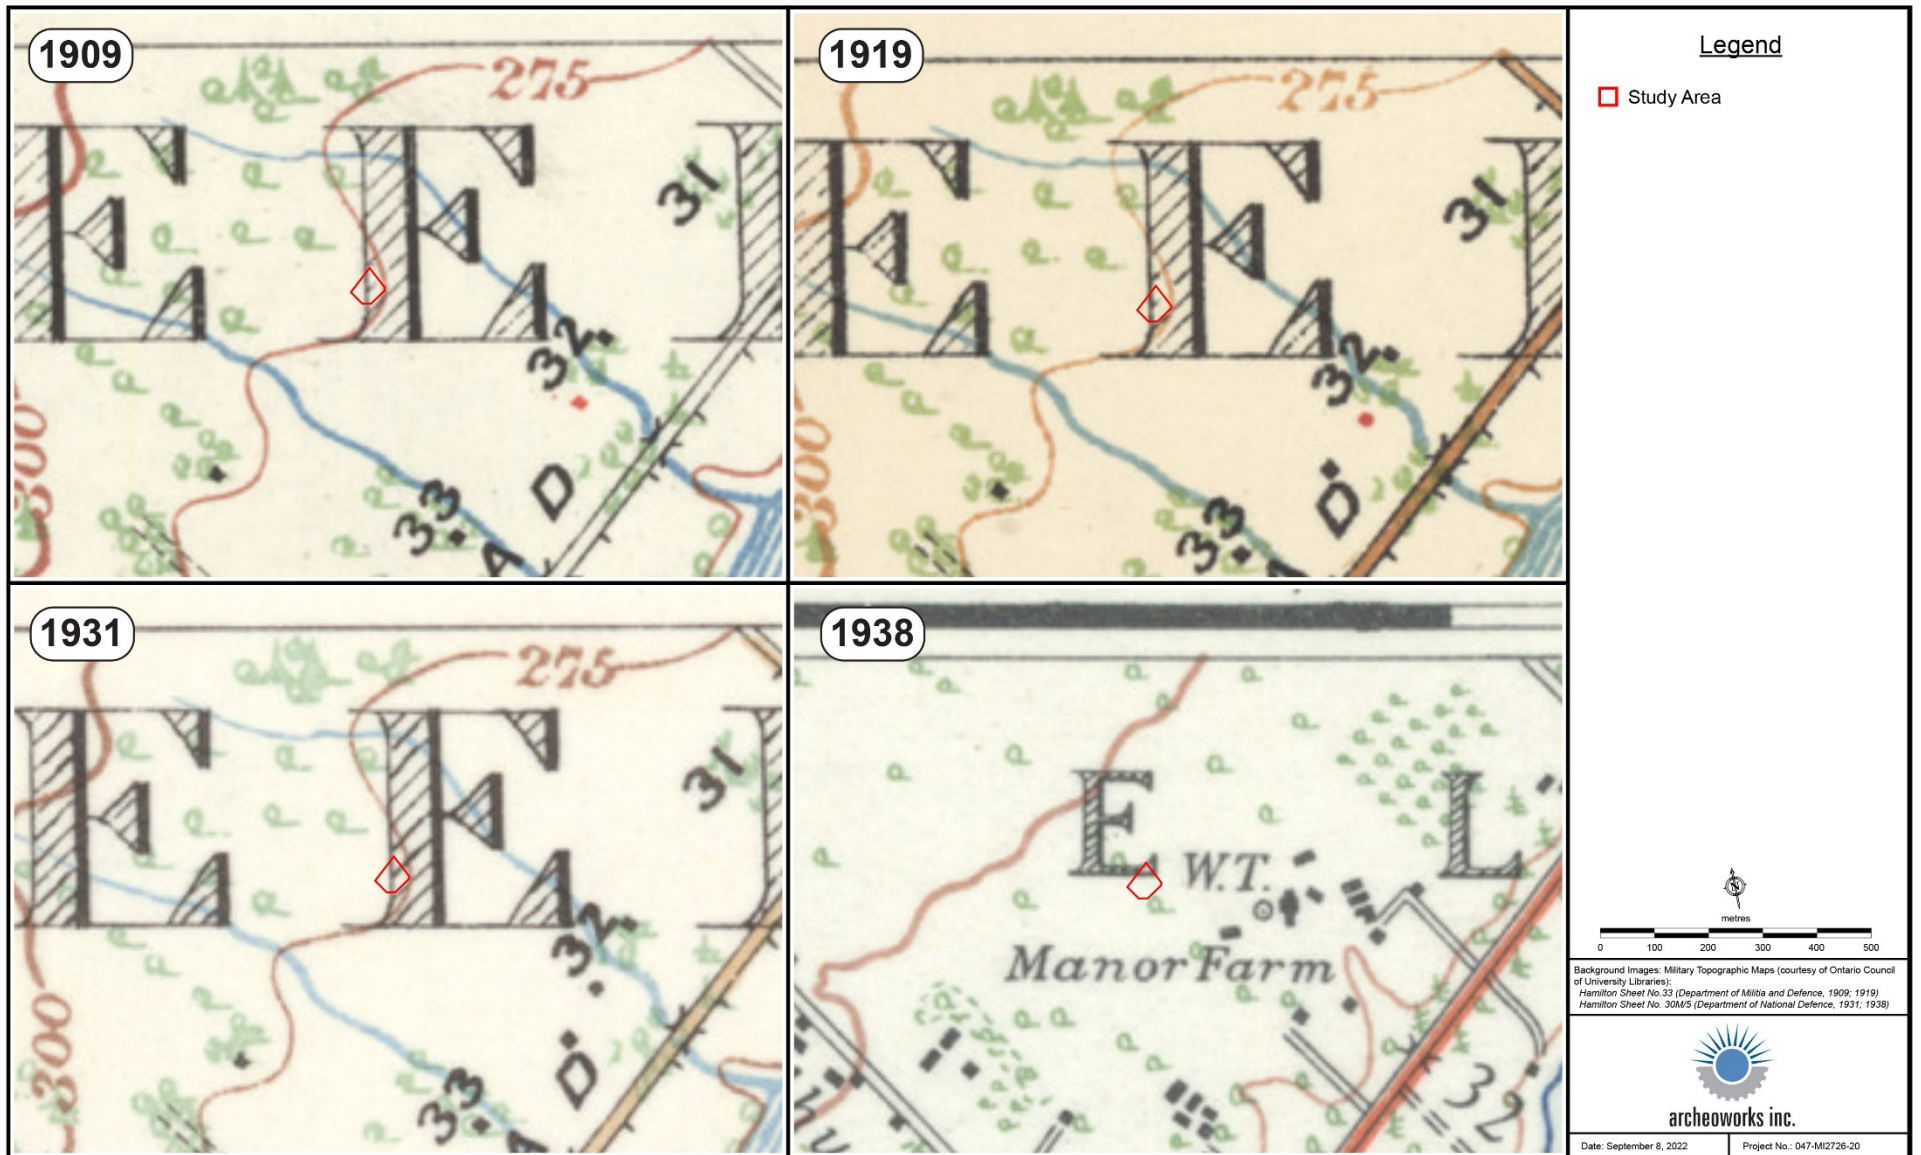 1909
275
E
E
31
32
300
33
D
A
1919
275
E
E
31
32
300
33
D
1931
275
E
E
31
32
300
33
D
A
1938
E
L
W.T.
Manor Farm
32
hu
Legend
Study Area
N
metres
0 100 200 300 400 500
Background Images: Military Topographic Maps (courtesy of Ontario Council
of University Libraries):
Hamilton Sheet No.33 (Department of Militia and Defence, 1909; 1919)
Hamilton Sheet No. 30M/5 (Department of National Defence, 1931; 1938)
archeoworks inc.
Date: September 8, 2022
Project No.: 047-MI2726-20